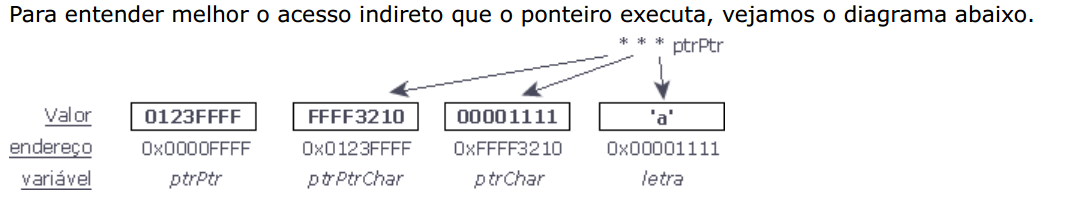 Para entender melhor o acesso indireto que o ponteiro executa, vejamos o diagrama abaixo.
* * * ptrPtr
Valor 0123FFFF FFFF3210 00001111 'a'
endereço 0x0000FFFF 0x0123FFFF 0xFFFF3210 0x00001111
variável ptrPtr ptrPtrChar ptrChar letra